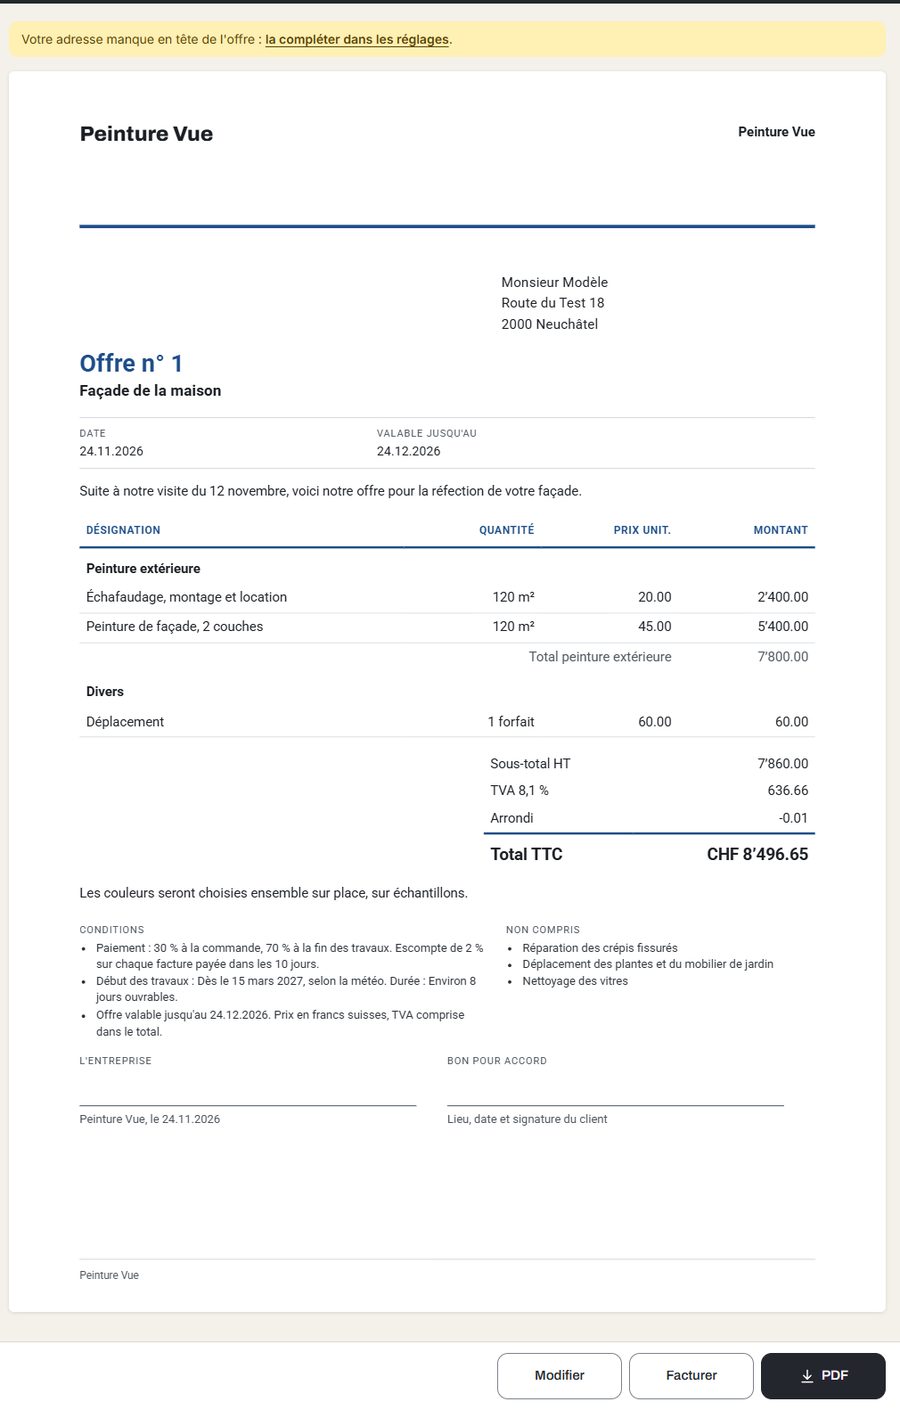 Votre adresse manque en tête de l'offre : la compléter dans les réglages.
Peinture Vue
Peinture Vue
Monsieur Modèle
Route du Test 18
2000 Neuchâtel
Offre n° 1
Façade de la maison
DATE
VALABLE JUSQU'AU
24.11.2026
24.12.2026
Suite à notre visite du 12 novembre, voici notre offre pour la réfection de votre façade.
DÉSIGNATION QUANTITÉ PRIX UNIT. MONTANT
Peinture extérieure
Échafaudage, montage et location 120 m² 20.00 2'400.00
Peinture de façade, 2 couches 120 m² 45.00 5'400.00
Total peinture extérieure 7'800.00
Divers
Déplacement 1 forfait 60.00 60.00
Sous-total HT 7'860.00
TVA 8,1 % 636.66
Arrondi -0.01
Total TTC CHF 8'496.65
Les couleurs seront choisies ensemble sur place, sur échantillons.
CONDITIONS
• Paiement : 30 % à la commande, 70 % à la fin des travaux. Escompte de 2 %
sur chaque facture payée dans les 10 jours.
• Début des travaux : Dès le 15 mars 2027, selon la météo. Durée : Environ 8
jours ouvrables.
• Offre valable jusqu'au 24.12.2026. Prix en francs suisses, TVA comprise
dans le total.
NON COMPRIS
• Réparation des crépis fissurés
• Déplacement des plantes et du mobilier de jardin
• Nettoyage des vitres
L'ENTREPRISE
BON POUR ACCORD
Peinture Vue, le 24.11.2026
Lieu, date et signature du client
Peinture Vue
Modifier
Facturer
PDF